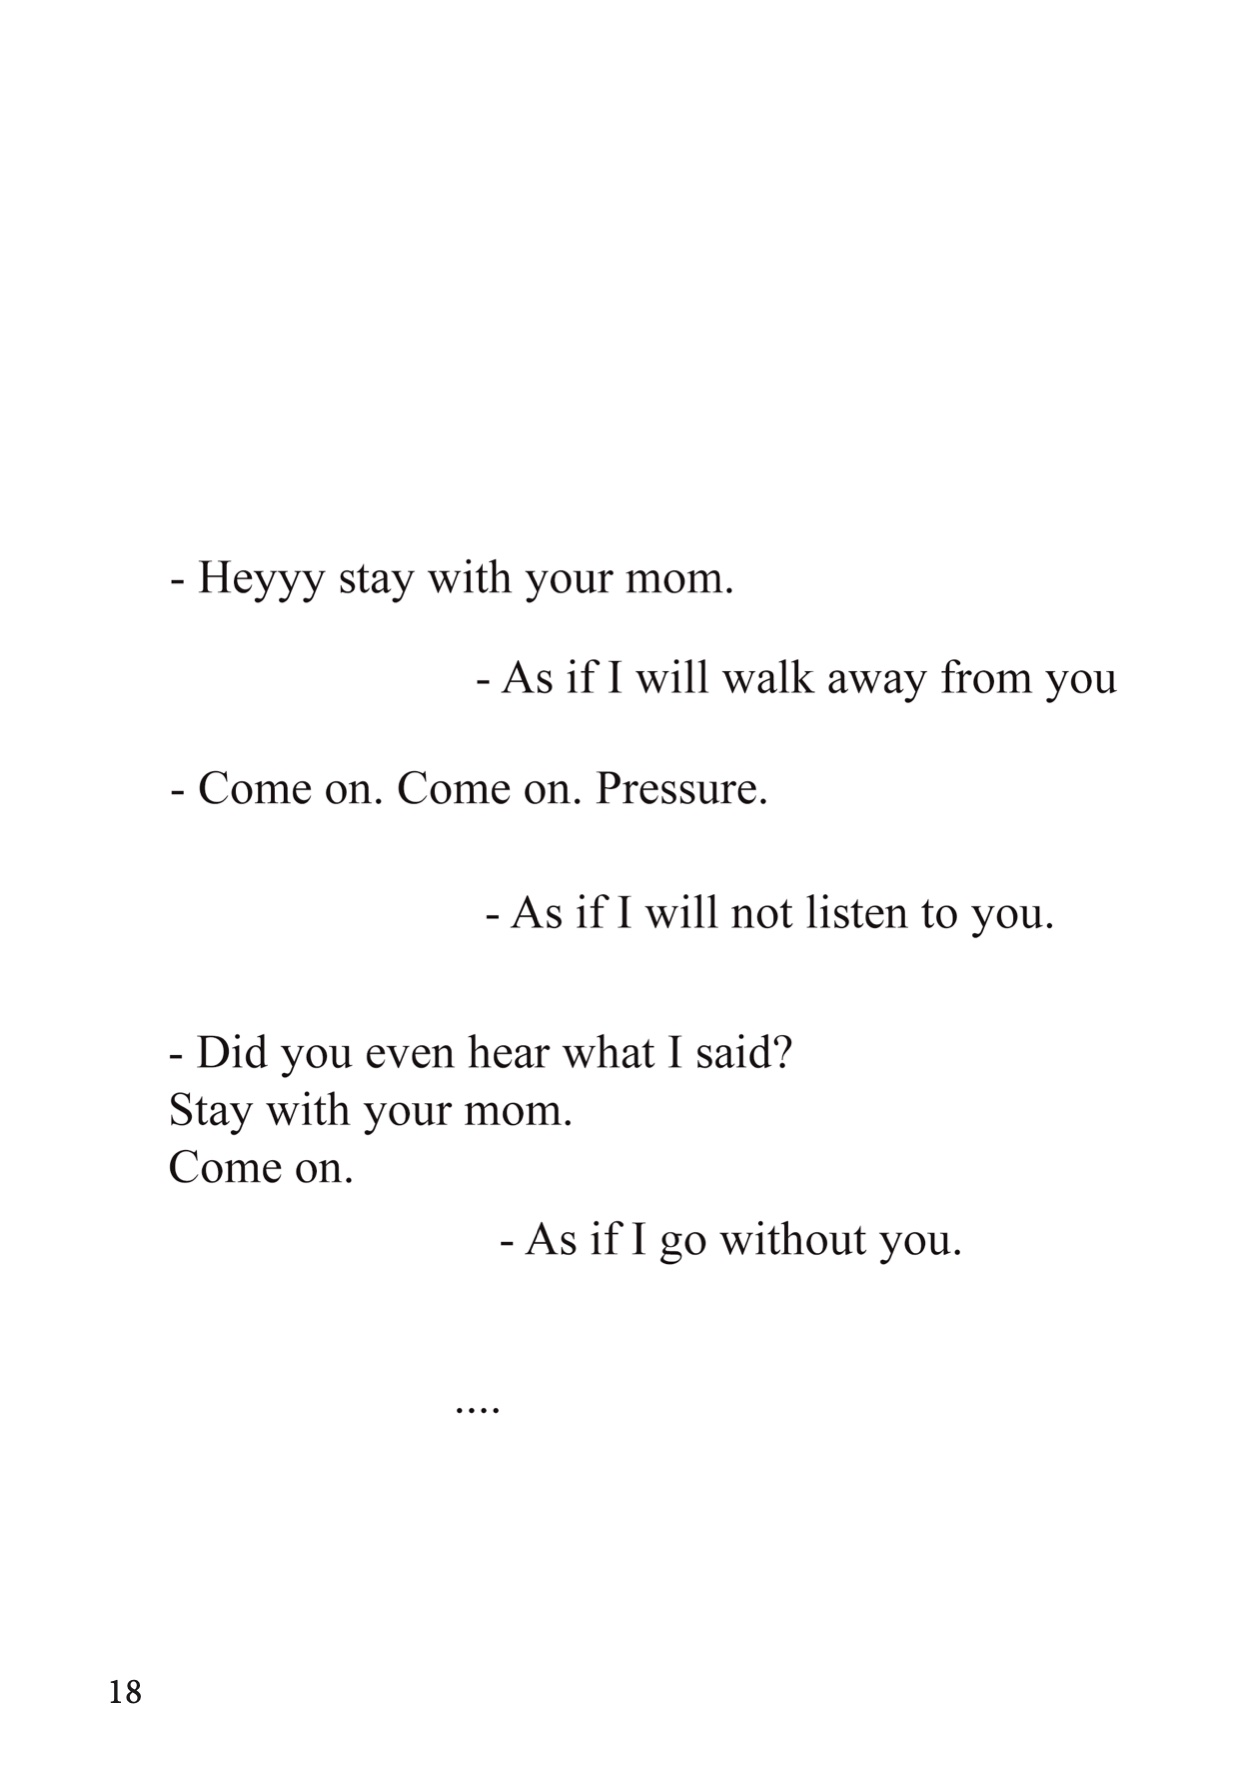 - Heyyy stay with your mom.
- As if I will walk away from you
- Come on. Come on. Pressure.
- As if I will not listen to you.
- Did you even hear what I said?
Stay with your mom.
Come on.
- As if I go without you.
....
18